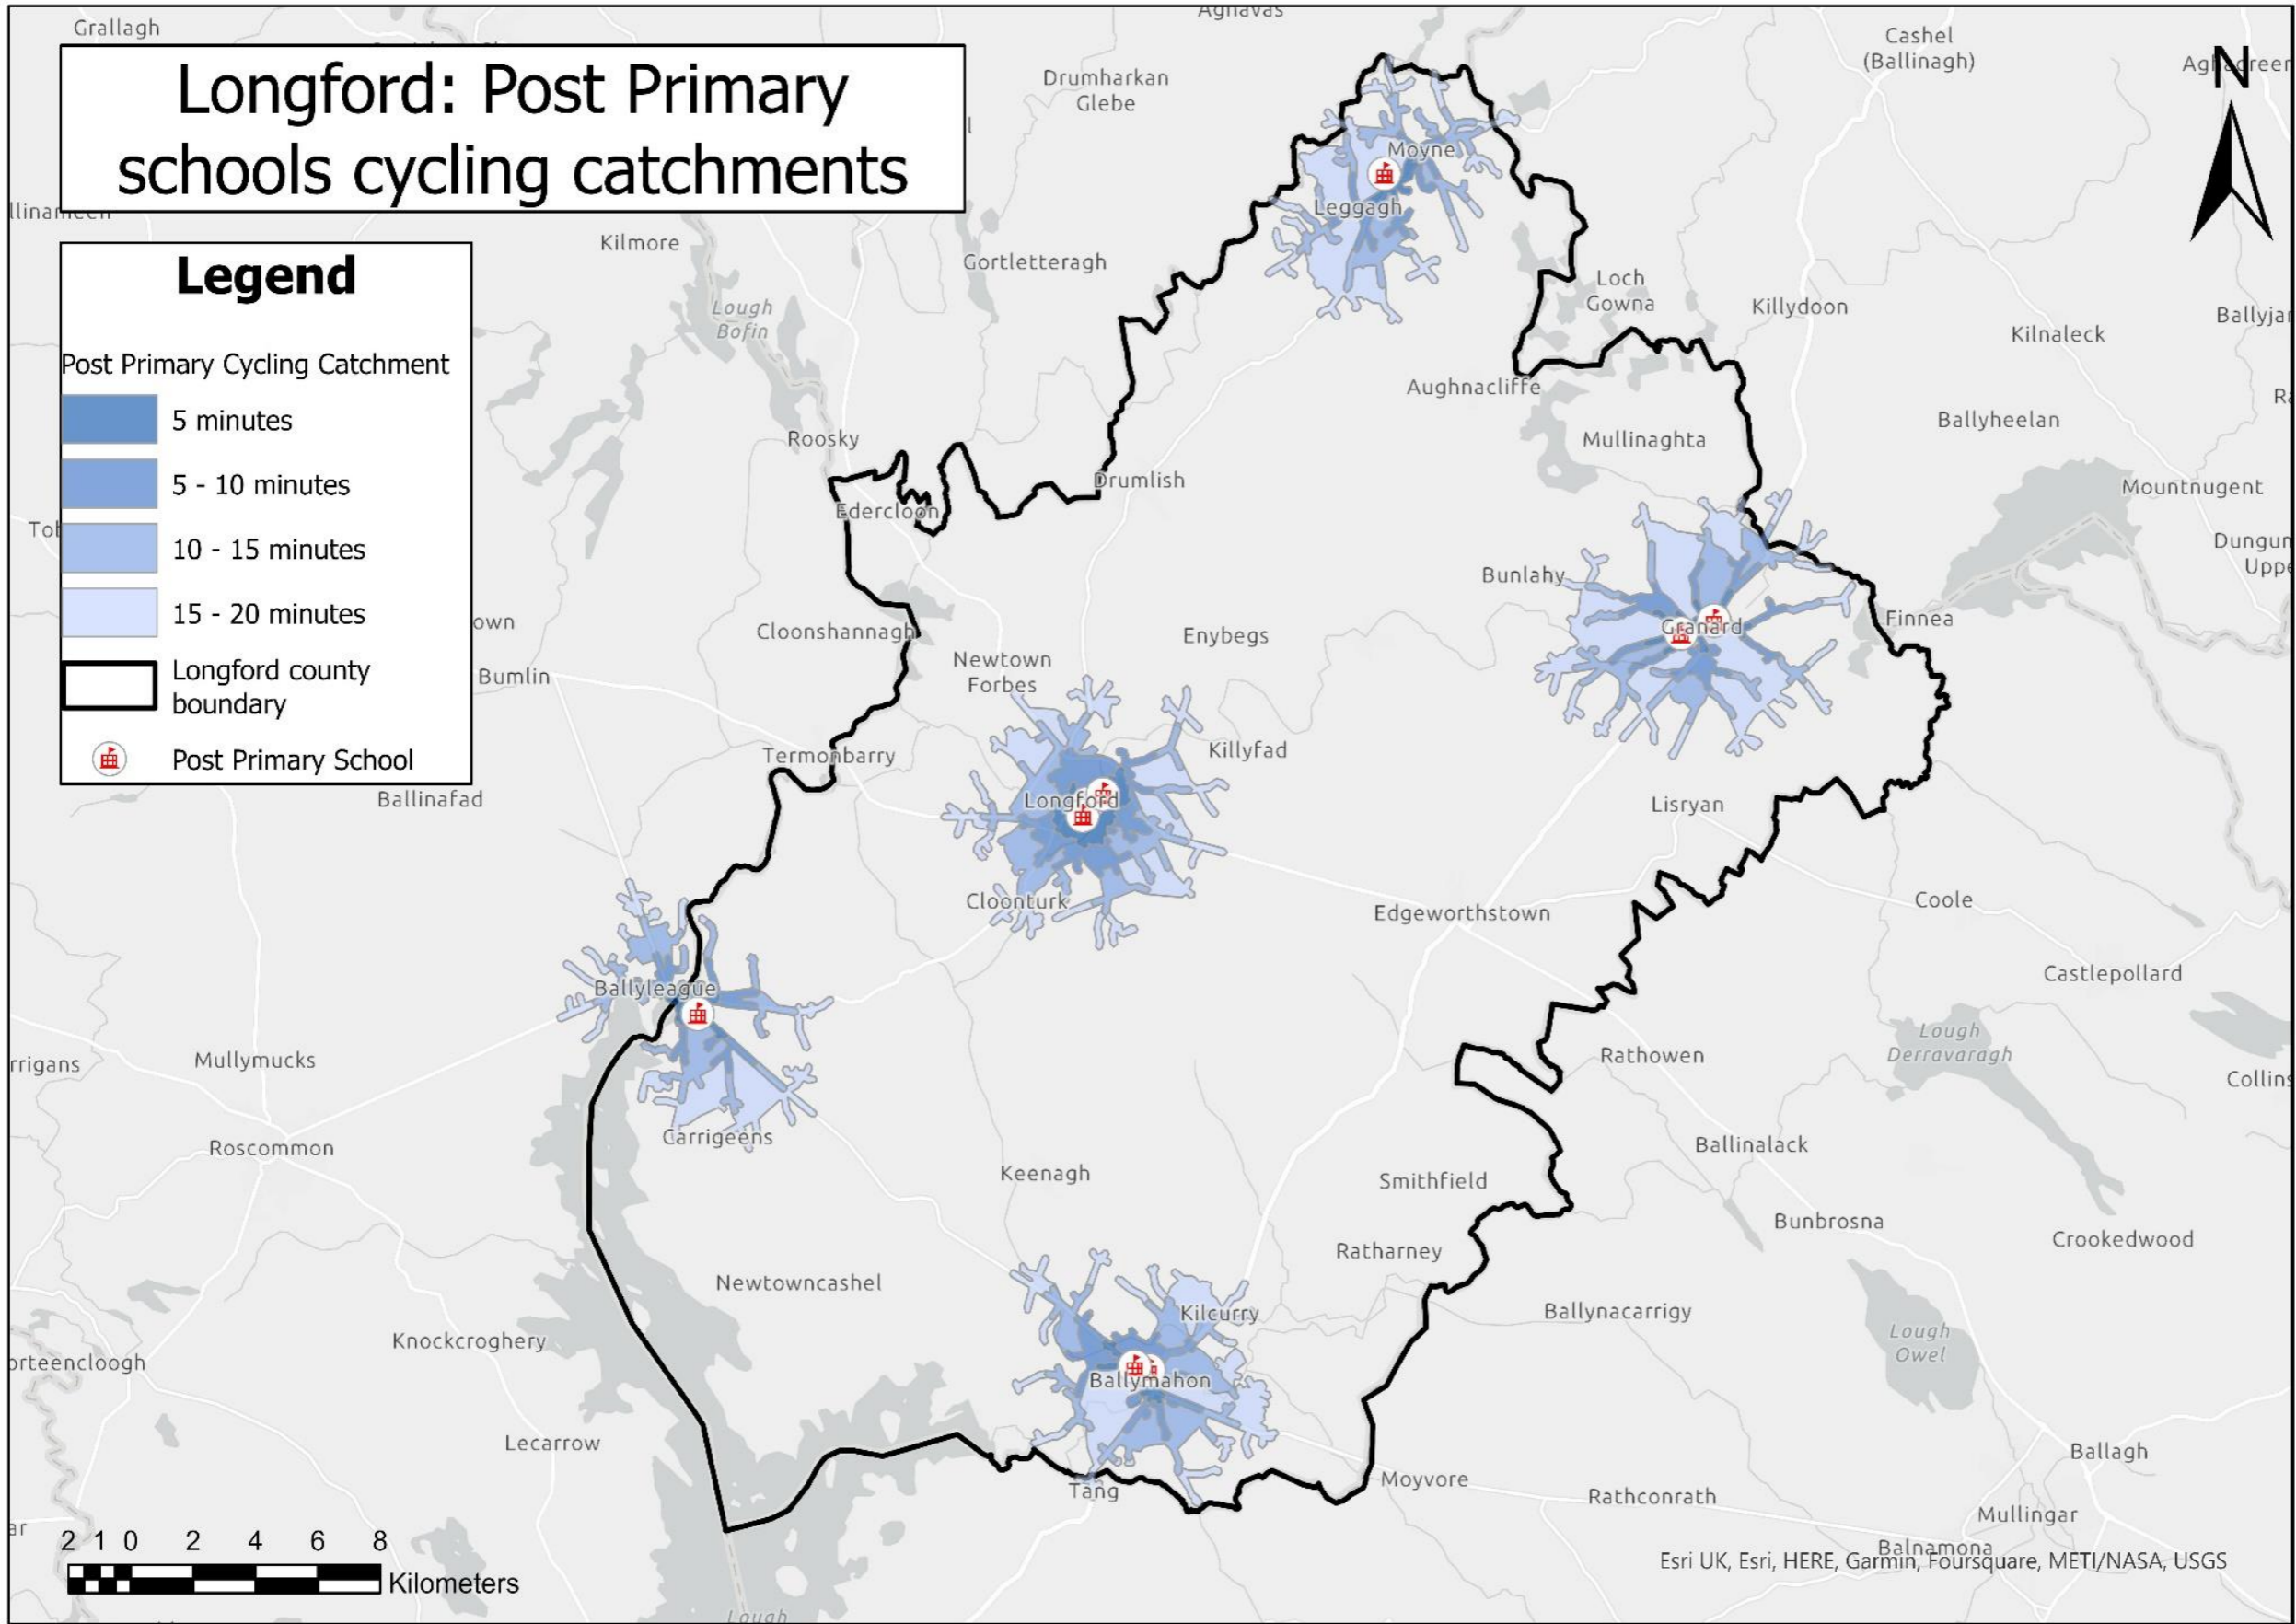 Grallagh
Aghavas
Cashel
(Ballinagh)
Longford: Post Primary
schools cycling catchments
Drumharkan
Glebe
N
Moyne
Leggagh
Kilmore
Gortletteragh
Legend
Lough
Bofin
Loch
Gowna
Killydoon
Kilnaleck
Post Primary Cycling Catchment
5 minutes
5 - 10 minutes
10 - 15 minutes
15 - 20 minutes
Longford county
boundary
Post Primary School
Aughnacliffe
Ballyheelan
Roosky
Mullinaghta
Drumlish
Mountnugent
Edercloon
Bunlahy
Cloonshannagh
Enybegs
Granard
Finnea
Newtown
Forbes
Bumlin
Termonbarry
Killyfad
Ballinafad
Longford
Lisryan
Cloonturk
Edgeworthstown
Coole
Castlepollard
Ballyleague
Lough
Derravaragh
Mullymucks
Rathowen
Carrigeens
Roscommon
Ballinalack
Keenagh
Smithfield
Bunbrosna
Crookedwood
Ratharney
Newtowncashel
Kilcurry
Ballynacarrigy
Knockcroghery
Lough
Owel
Ballymahon
Lecarrow
Ballagh
Moyvore
Tang
Rathconrath
Mullingar
2 1 0 2 4 6 8
Kilometers
Balnamona
Esri UK, Esri, HERE, Garmin, Foursquare, METI/NASA, USGS
Lough